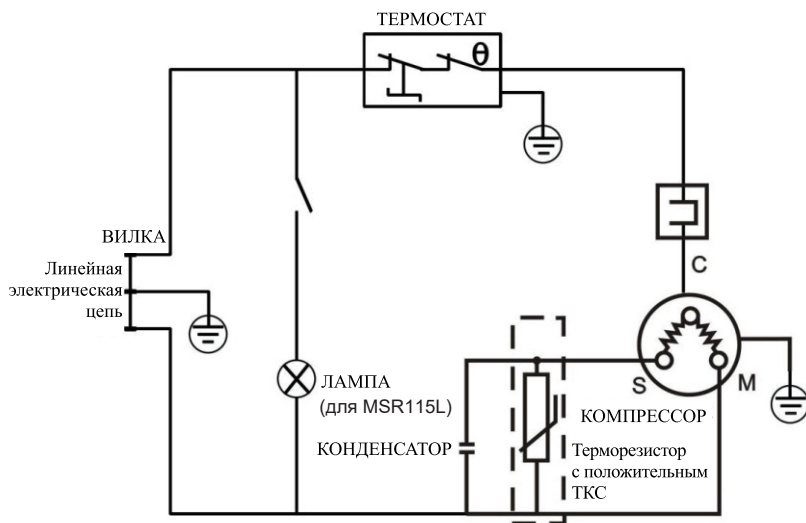 ТЕРМОСТАТ
θ
ВИЛКА
Линейная
электрическая
цепь
C
ЛАМПА
(для MSR115L)
S
M
КОМПРЕССОР
КОНДЕНСАТОР
Терморезистор
с положительным
ТКС